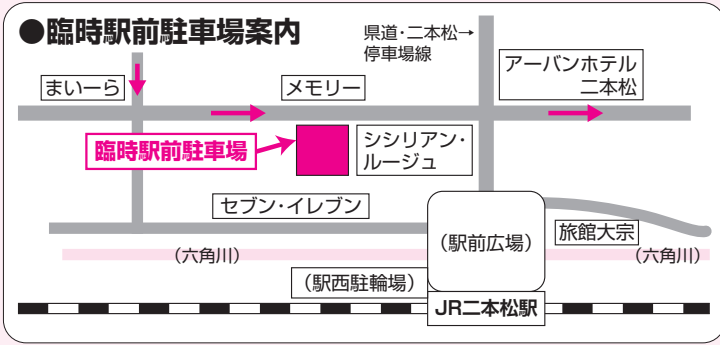 ●臨時駅前駐車場案内
県道・二本松→
停車場線
アーバンホテル
二本松
まいーら
メモリー
臨時駅前駐車場
シシリアン・
ルージュ
セブン・イレブン
(駅前広場)
旅館大宗
(六角川)
(六角川)
(駅西駐輪場)
JR二本松駅